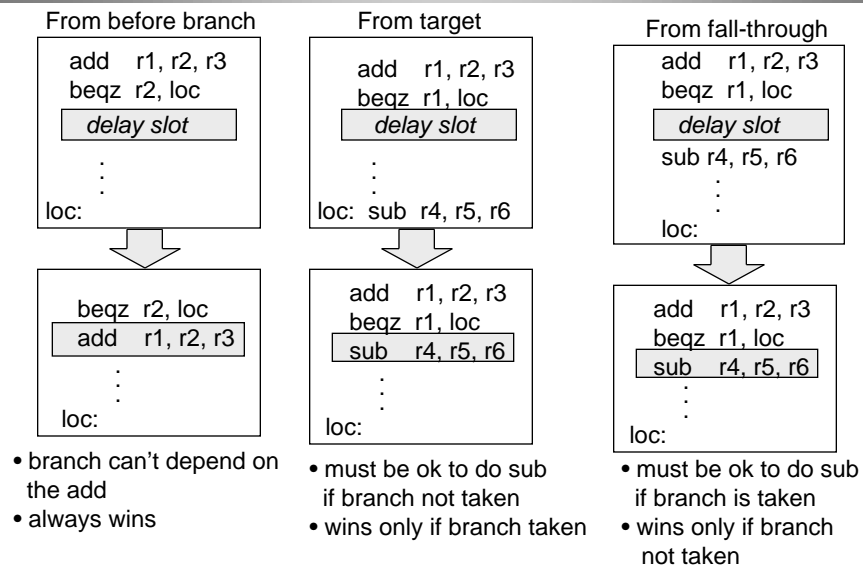 From before branch
add r1, r2, r3
beqz r2, loc
delay slot
.
.
.
loc:
beqz r2, loc
add r1, r2, r3
.
.
.
loc:
• branch can't depend on
the add
• always wins
From target
add r1, r2, r3
beqz r1, loc
delay slot
.
.
.
loc: sub r4, r5, r6
add r1, r2, r3
beqz r1, loc
sub r4, r5, r6
.
.
.
loc:
• must be ok to do sub
if branch not taken
• wins only if branch taken
From fall-through
add r1, r2, r3
beqz r1, loc
delay slot
sub r4, r5, r6
.
.
.
loc:
add r1, r2, r3
beqz r1, loc
sub r4, r5, r6
.
.
.
loc:
• must be ok to do sub
if branch is taken
• wins only if branch
not taken